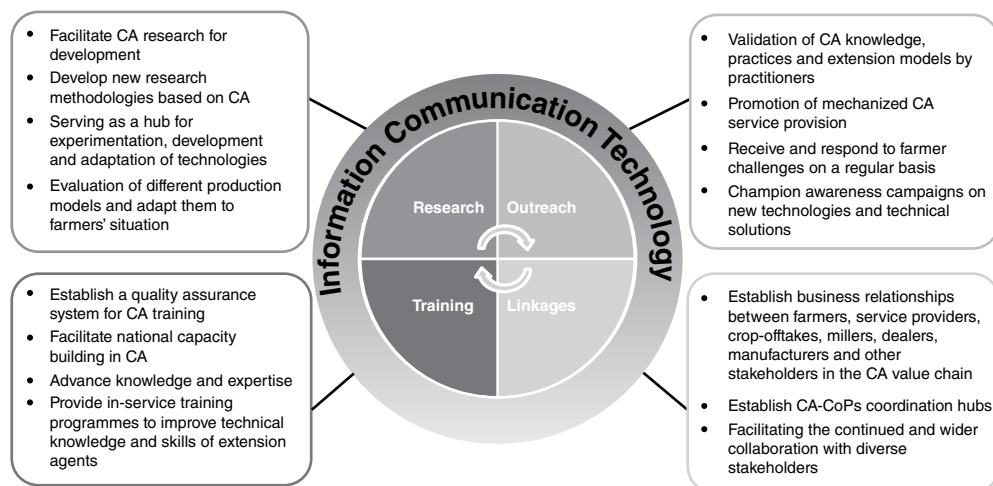 • Facilitate CA research for
development
• Develop new research
methodologies based on CA
• Serving as a hub for
experimentation, development
and adaptation of technologies
• Evaluation of different production
models and adapt them to
farmers' situation
• Validation of CA knowledge,
practices and extension models by
practitioners
• Promotion of mechanized CA
service provision
• Receive and respond to farmer
challenges on a regular basis
• Champion awareness campaigns on
new technologies and technical
solutions
Information Communication Technology
Research
Outreach
Training
Linkages
• Establish a quality assurance
system for CA training
• Facilitate national capacity
building in CA
• Advance knowledge and expertise
• Provide in-service training
programmes to improve technical
knowledge and skills of extension
agents
• Establish business relationships
between farmers, service providers,
crop-offtakes, millers, dealers,
manufacturers and other
stakeholders in the CA value chain
• Establish CA-CoPs coordination hubs
• Facilitating the continued and wider
collaboration with diverse
stakeholders